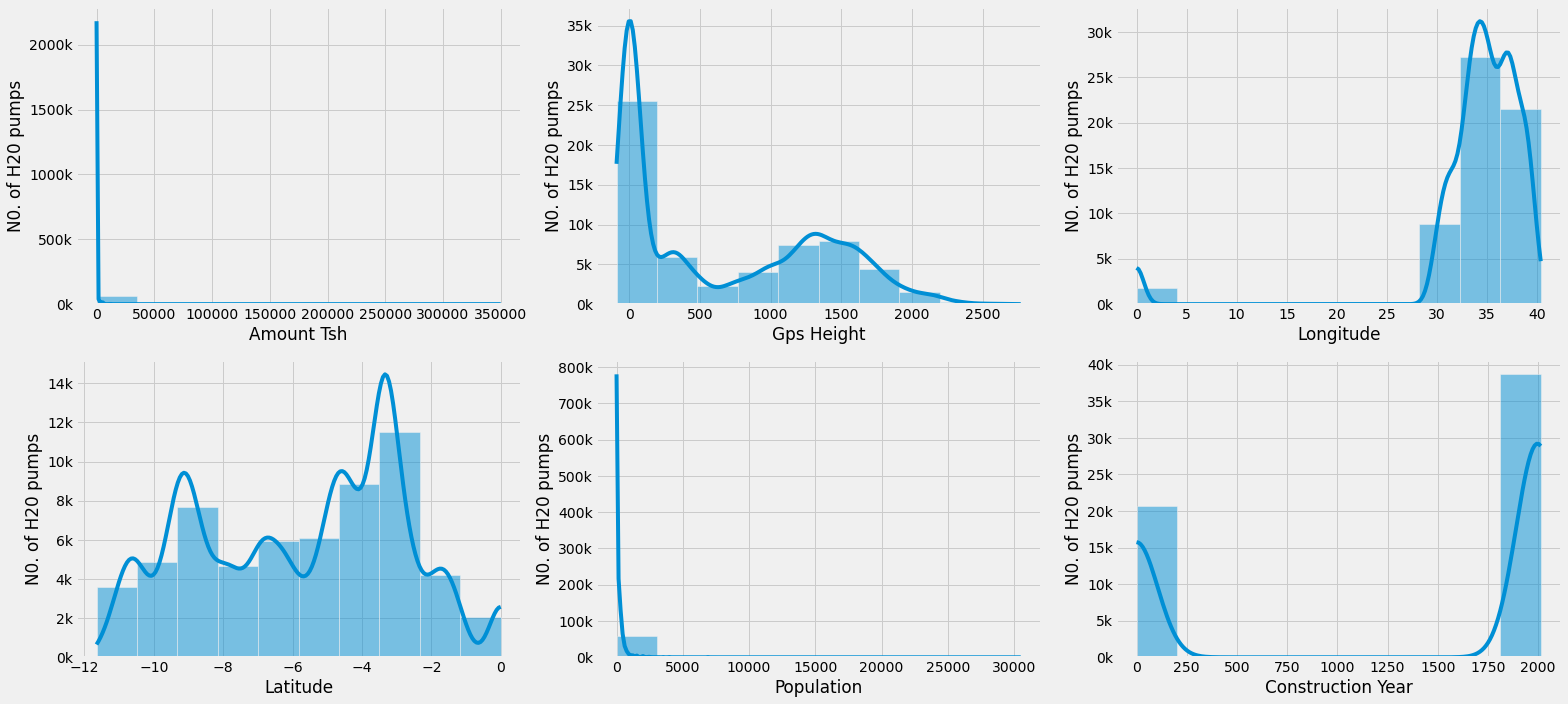 N0. of H20 pumps
2000k
1500k
1000k
500k
0k
0 50000 100000 150000 200000 250000 300000 350000
Amount Tsh
N0. of H20 pumps
35k
30k
25k
20k
15k
10k
5k
0k
0 500 1000 1500 2000 2500
Gps Height
N0. of H20 pumps
30k
25k
20k
15k
10k
5k
0k
0 5 10 15 20 25 30 35 40
Longitude
N0. of H20 pumps
14k
12k
10k
8k
6k
4k
2k
0k
−12 −10 −8 −6 −4 −2 0
Latitude
N0. of H20 pumps
800k
700k
600k
500k
400k
300k
200k
100k
0k
0 5000 10000 15000 20000 25000 30000
Population
N0. of H20 pumps
40k
35k
30k
25k
20k
15k
10k
5k
0k
0 250 500 750 1000 1250 1500 1750 2000
Construction Year